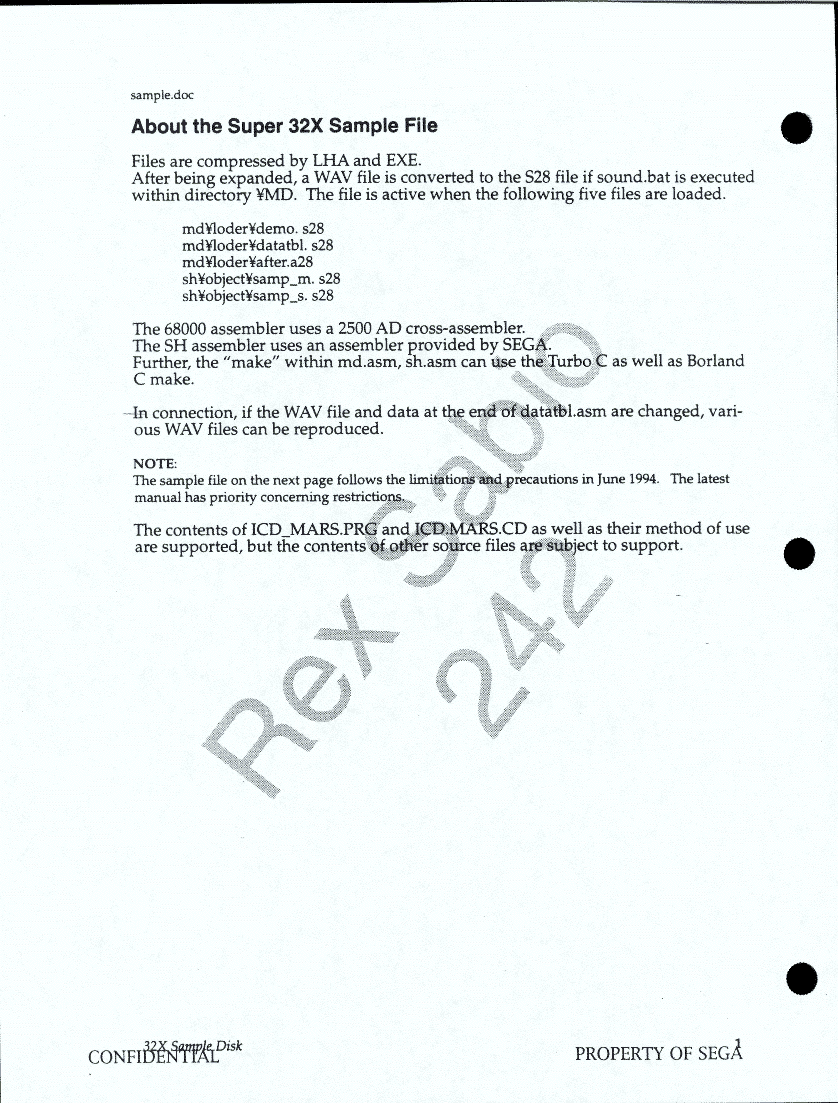 sample.doc
About the Super 32X Sample File
Files are compressed by LHA and EXE.
After being expanded, a WAV file is converted to the S28 file if sound.bat is executed
within directory ¥MD. The file is active when the following five files are loaded.
md¥loder¥demo. s28
md¥loder¥datatbl. s28
md¥loder¥after.a28
sh¥object¥samp_m. s28
sh¥object¥samp_s. s28
The 68000 assembler uses a 2500 AD cross-assembler.
The SH assembler uses an assembler provided by SEGA.
Further, the “make” within md.asm, sh.asm can use the Turbo C as well as Borland
C make.
In connection, if the WAV file and data at the end of datatbl.asm are changed, vari-
ous WAV files can be reproduced.
NOTE:
The sample file on the next page follows the limitations and precautions in June 1994. The latest
manual has priority concerning restrictions.
The contents of ICD_MARS.PRG and ICD.MARS.CD as well as their method of use
are supported, but the contents of other source files are subject to support.
Rex Sabio
242
32X Sample Disk
1
CONFIDENTIAL
PROPERTY OF SEGA